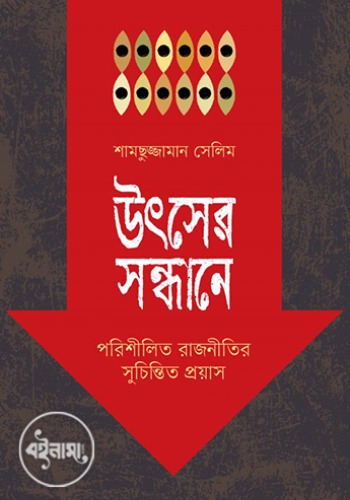 শামছুজ্জামান সেলিম
উৎসের
সন্ধানে
পরিশীলিত রাজনীতির
সুচিন্তিত প্রয়াস
বইনামা